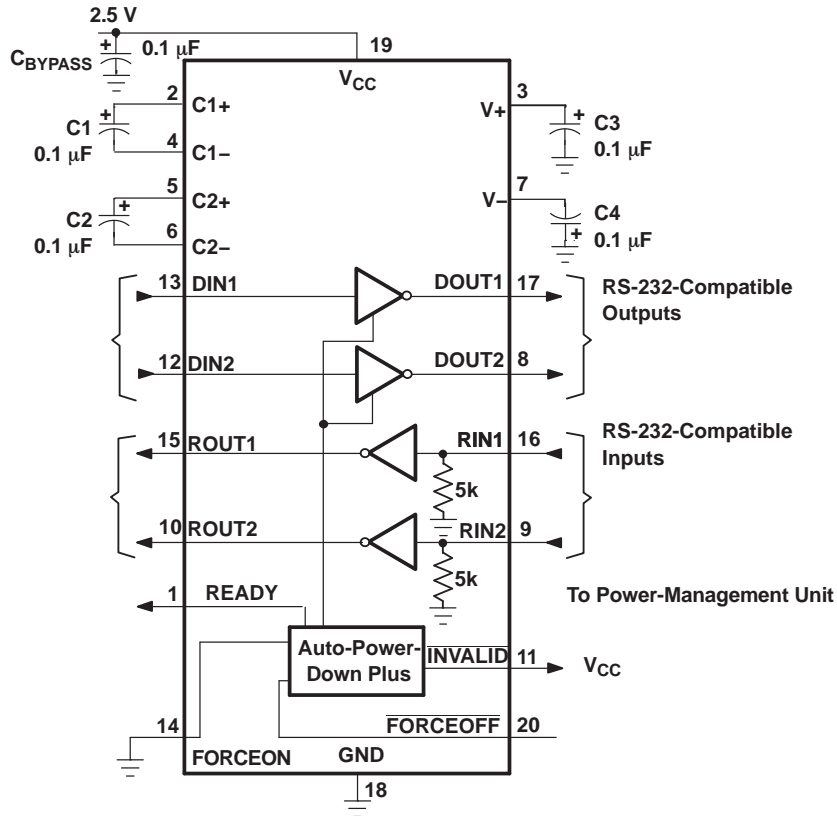 2.5 V
+
CBYPASS
0.1 μF
19
VCC
2
C1+
V+
3
+
C1
0.1 μF
+
4
C1−
C3
0.1 μF
5
C2+
V−
7
C2
0.1 μF
+
6
C2−
C4
+
0.1 μF
13
DIN1
DOUT1
17
RS-232-Compatible
Outputs
12
DIN2
DOUT2
8
15
ROUT1
RIN1
16
RS-232-Compatible
Inputs
5k
10
ROUT2
RIN2
9
5k
1
READY
To Power-Management Unit
Auto-Power-
Down Plus
INVALID
11
VCC
14
FORCEOFF
20
FORCEON
GND
18